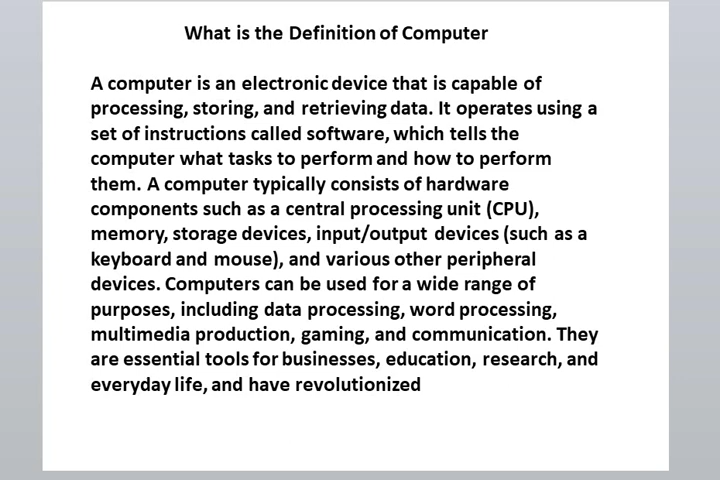 What is the Definition of Computer
A computer is an electronic device that is capable of
processing, storing, and retrieving data. It operates using a
set of instructions called software, which tells the
computer what tasks to perform and how to perform
them. A computer typically consists of hardware
components such as a central processing unit (CPU),
memory, storage devices, input/output devices (such as a
keyboard and mouse), and various other peripheral
devices. Computers can be used for a wide range of
purposes, including data processing, word processing,
multimedia production, gaming, and communication. They
are essential tools for businesses, education, research, and
everyday life, and have revolutionized